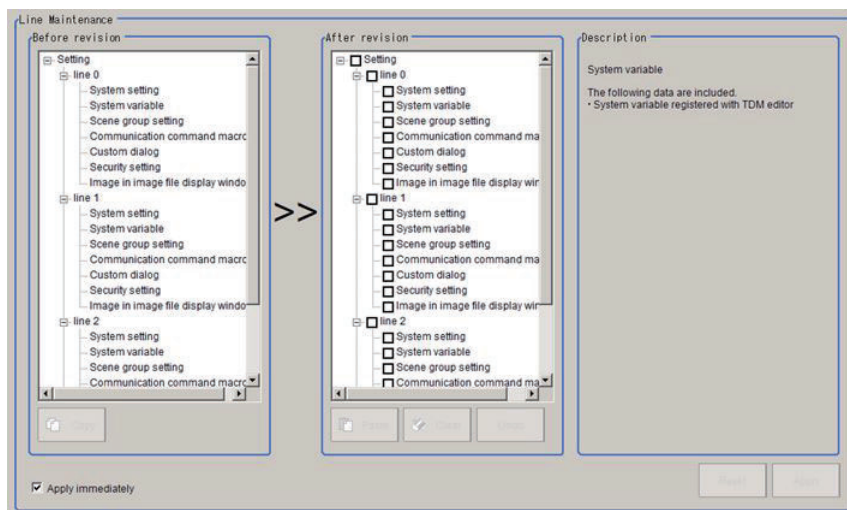 Line Maintenance
Before revision
Setting
line 0
System setting
System variable
Scene group setting
Communication command macro
Custom dialog
Security setting
Image in image file display windo
line 1
System setting
System variable
Scene group setting
Communication command macro
Custom dialog
Security setting
Image in image file display windo
line 2
System setting
System variable
Scene group setting
Communication command macro
Copy
>>
After revision
Setting
line 0
System setting
System variable
Scene group setting
Communication command ma
Custom dialog
Security setting
Image in image file display wir
line 1
System setting
System variable
Scene group setting
Communication command ma
Custom dialog
Security setting
Image in image file display wir
line 2
System setting
System variable
Scene group setting
Communication command ma
Paste
Clear
Description
System variable
The following data are included.
• System variable registered with TDM editor
Apply immediately